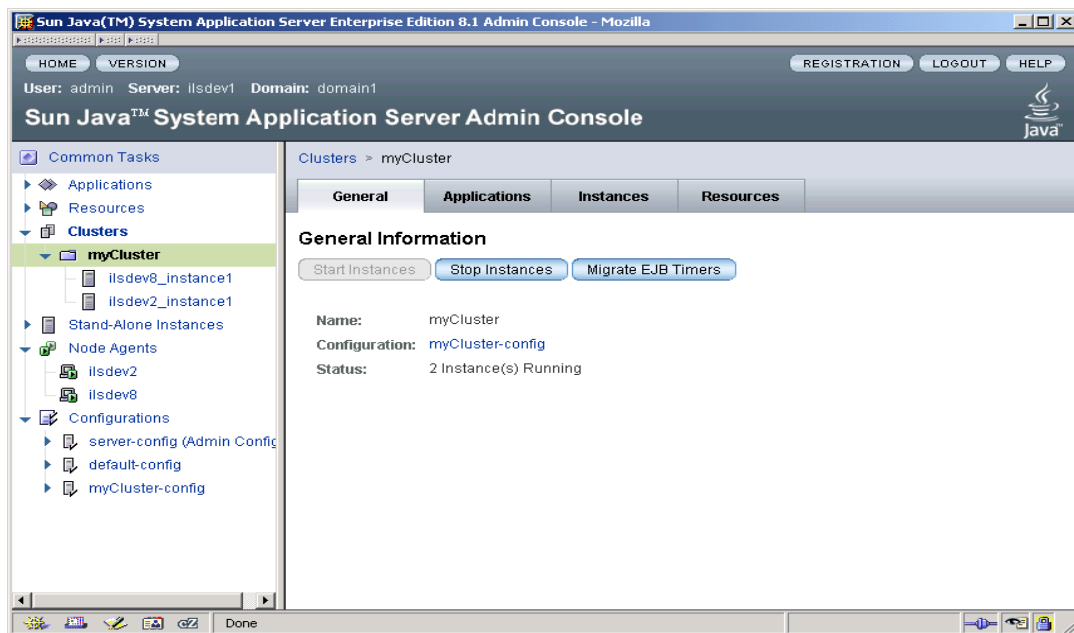 Sun Java(TM) System Application Server Enterprise Edition 8.1 Admin Console - Mozilla
HOME VERSION REGISTRATION LOGOUT HELP
User: admin Server: ilsdev1 Domain: domain1
Sun Java™ System Application Server Admin Console
Java™
Common Tasks
Applications
Resources
Clusters
myCluster
ilsdev8_instance1
ilsdev2_instance1
Stand-Alone Instances
Node Agents
ilsdev2
ilsdev8
Configurations
server-config (Admin Config
default-config
myCluster-config
Clusters > myCluster
General Applications Instances Resources
General Information
Start Instances Stop Instances Migrate EJB Timers
Name: myCluster
Configuration: myCluster-config
Status: 2 Instance(s) Running
Done